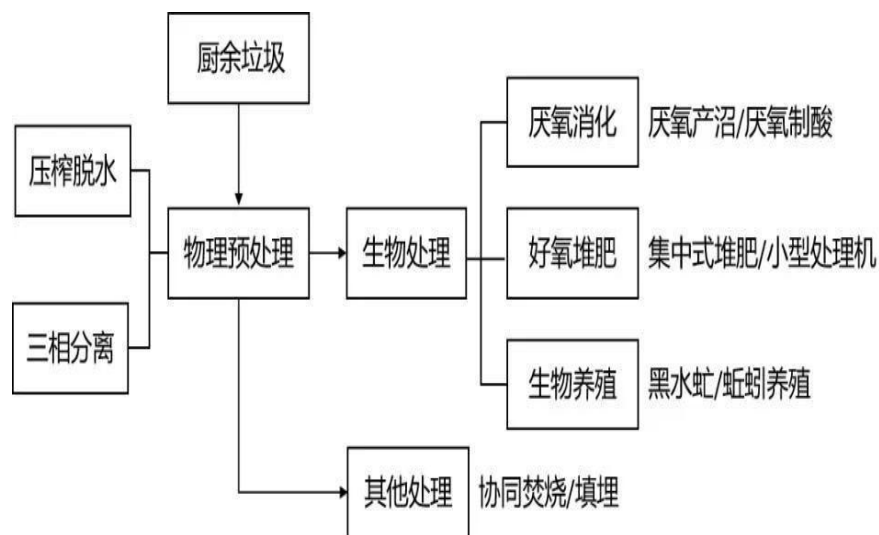 厨余垃圾
厌氧消化 厌氧产沼/厌氧制酸
压榨脱水
物理预处理 生物处理 好氧堆肥 集中式堆肥/小型处理机
三相分离
生物养殖 黑水虻/蚯蚓养殖
其他处理 协同焚烧/填埋